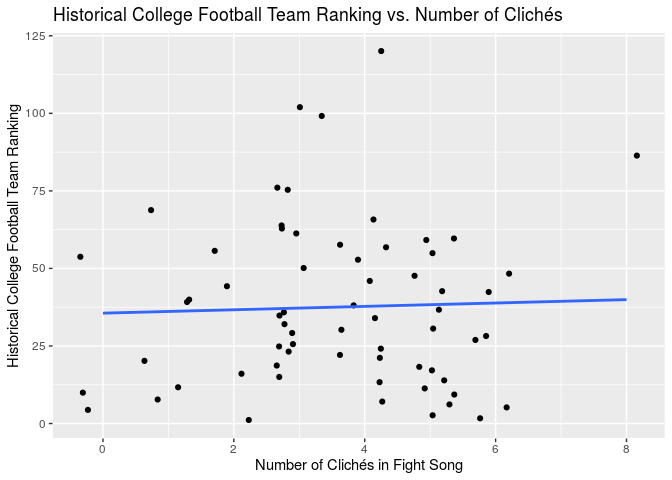 Historical College Football Team Ranking vs. Number of Clichés
125
100
75
50
25
0
Historical College Football Team Ranking
0 2 4 6 8
Number of Clichés in Fight Song